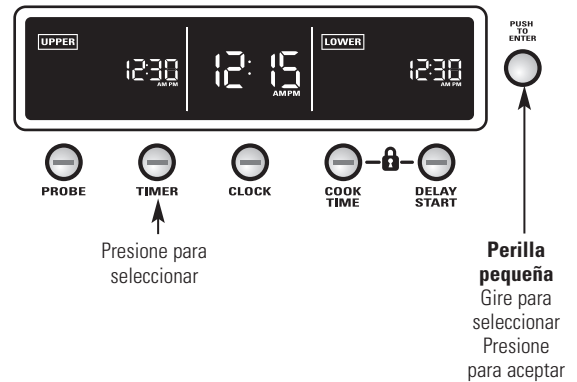 UPPER
12:30
AM PM
12:15
AMPM
LOWER
12:30
AM PM
PUSH
TO
ENTER
PROBE
TIMER
CLOCK
COOK
TIME
DELAY
START
Presione para
seleccionar
Perilla
pequeña
Gire para
seleccionar
Presione
para aceptar